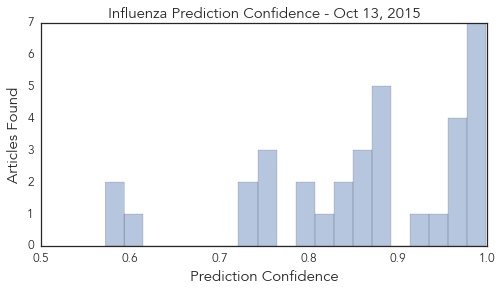 Influenza Prediction Confidence - Oct 13, 2015
7
6
5
4
3
2
1
0
Articles Found
0.5 0.6 0.7 0.8 0.9 1.0
Prediction Confidence